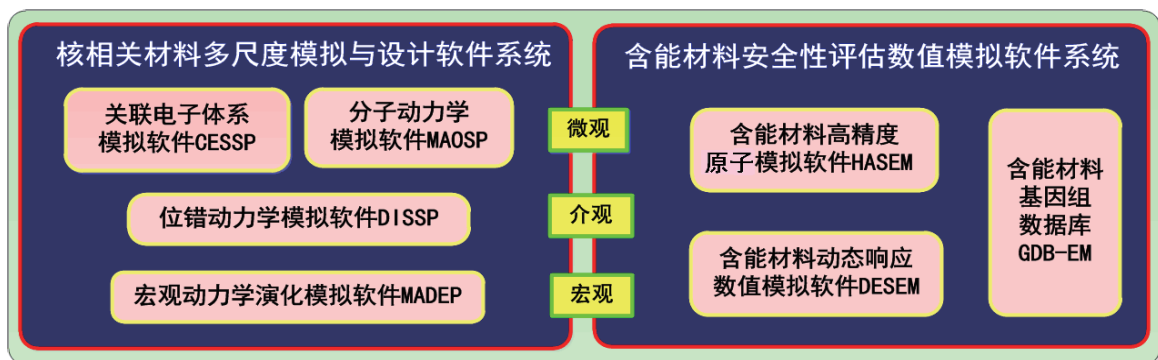 核相关材料多尺度模拟与设计软件系统
关联电子体系
模拟软件CESSP
分子动力学
模拟软件MAOSP
位错动力学模拟软件DISSP
宏观动力学演化模拟软件MADEP
微观
介观
宏观
含能材料安全性评估数值模拟软件系统
含能材料高精度
原子模拟软件HASEM
含能材料动态响应
数值模拟软件DESEM
含能材料
基因组
数据库
GDB-EM